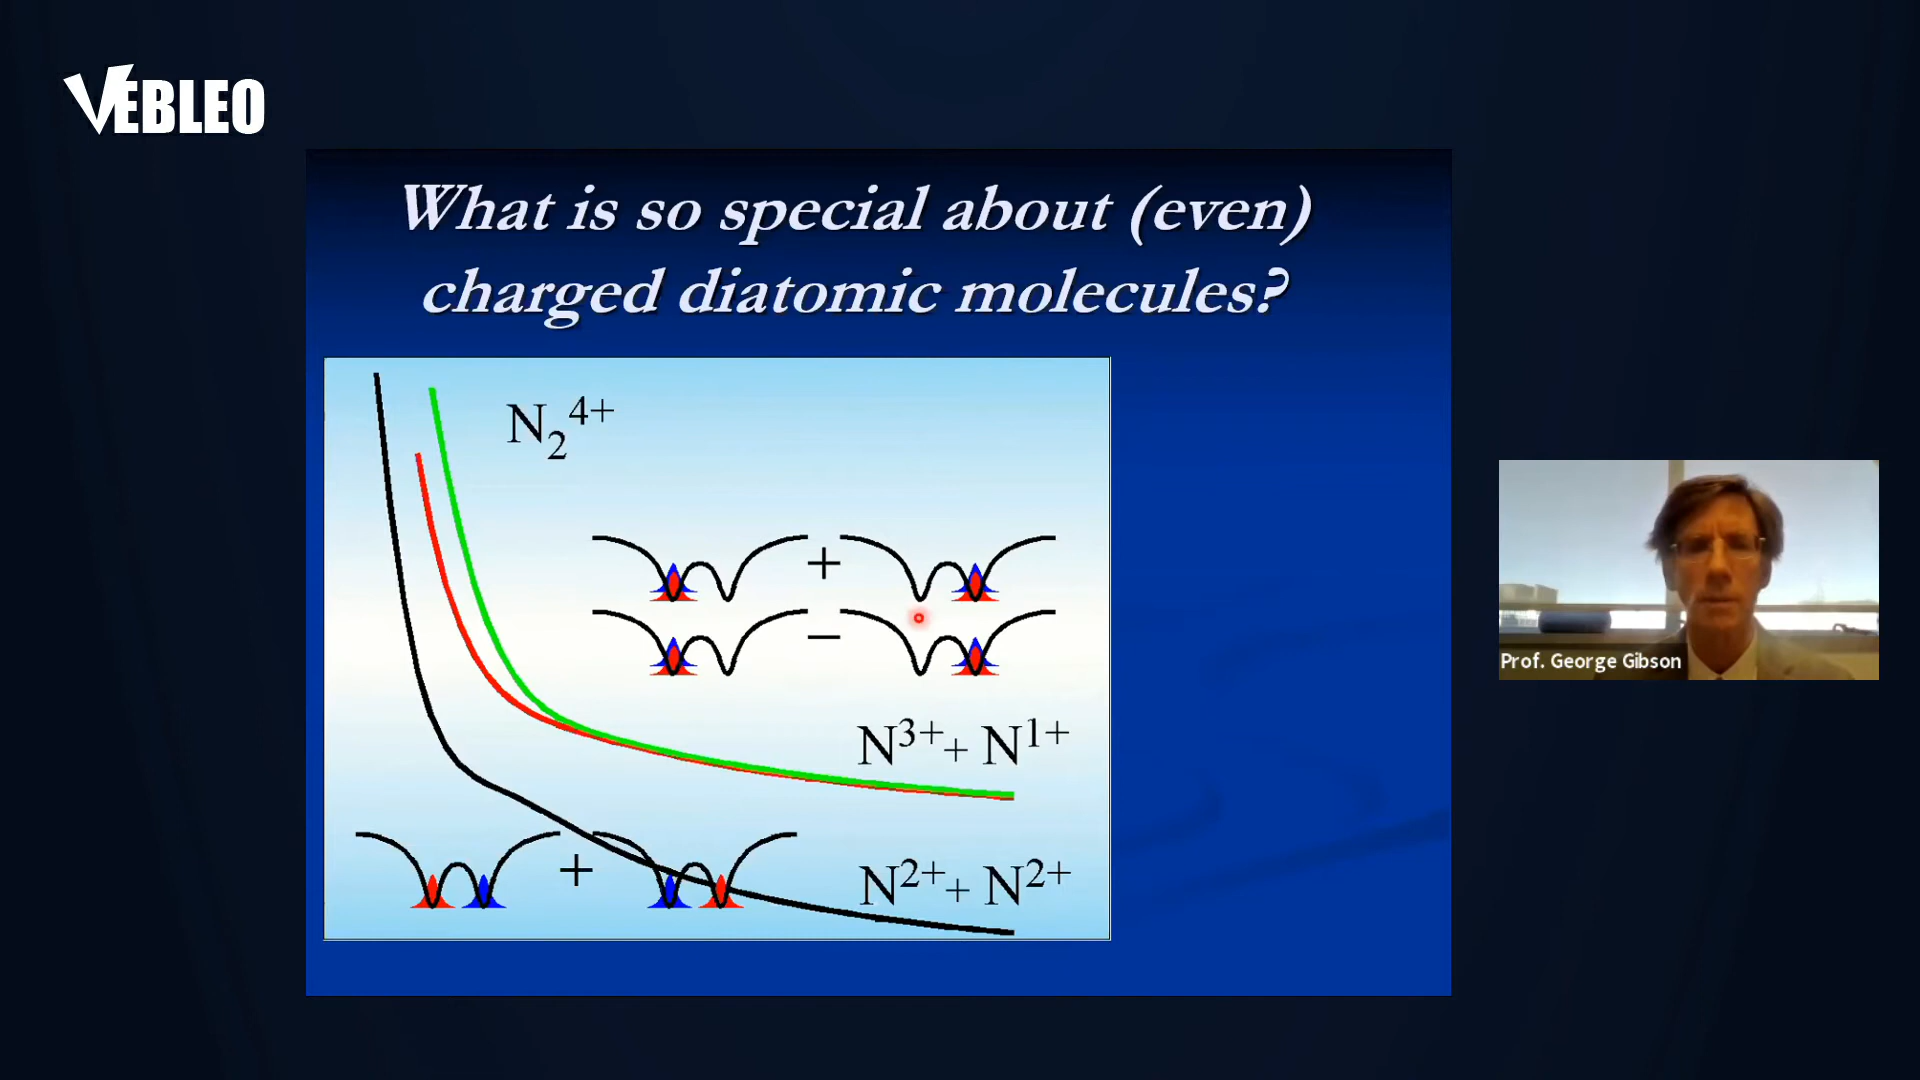 VEBLEO
What is so special about (even)
charged diatomic molecules?
N₂⁴⁺
+
−
N³⁺ + N¹⁺
+
N²⁺ + N²⁺
Prof. George Gibson